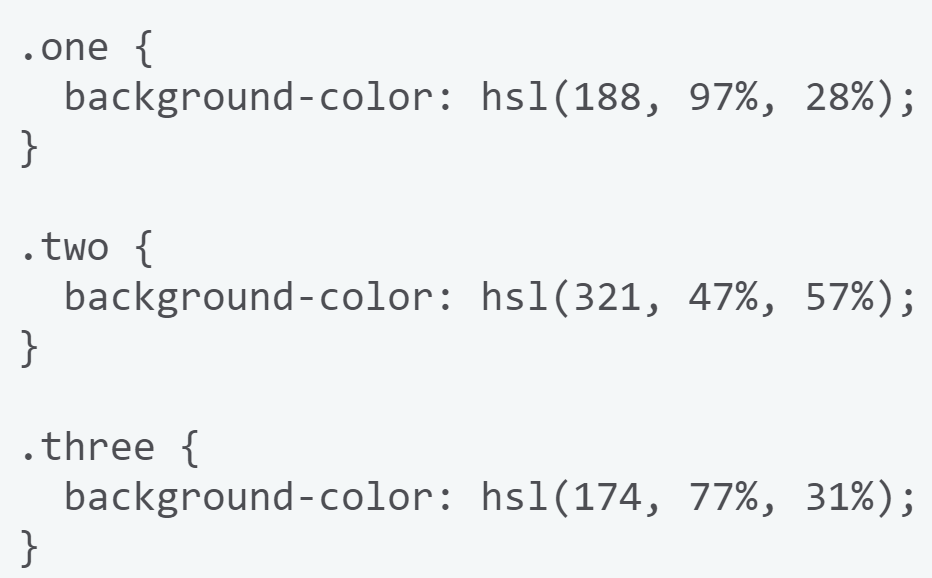 .one {
  background-color: hsl(188, 97%, 28%);
}

.two {
  background-color: hsl(321, 47%, 57%);
}

.three {
  background-color: hsl(174, 77%, 31%);
}